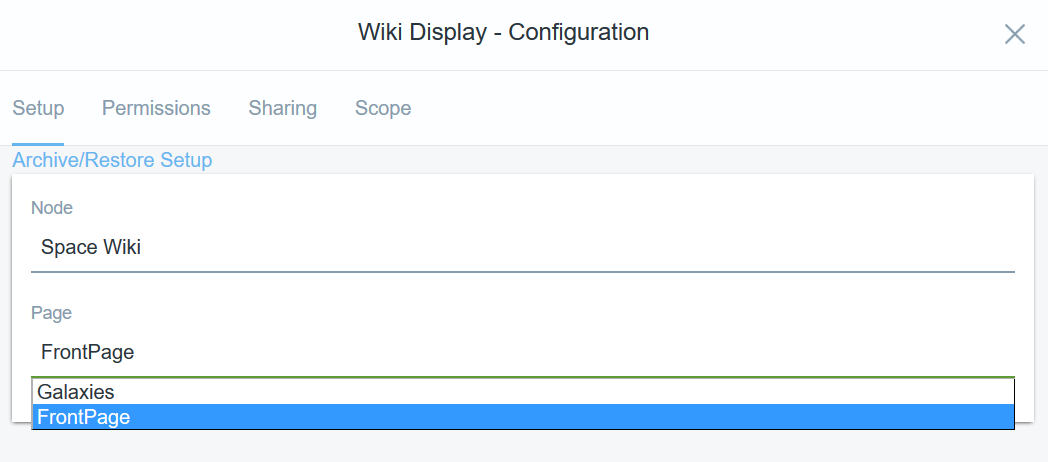 Wiki Display - Configuration
Setup Permissions Sharing Scope
Archive/Restore Setup
Node
Space Wiki
Page
FrontPage
Galaxies
FrontPage